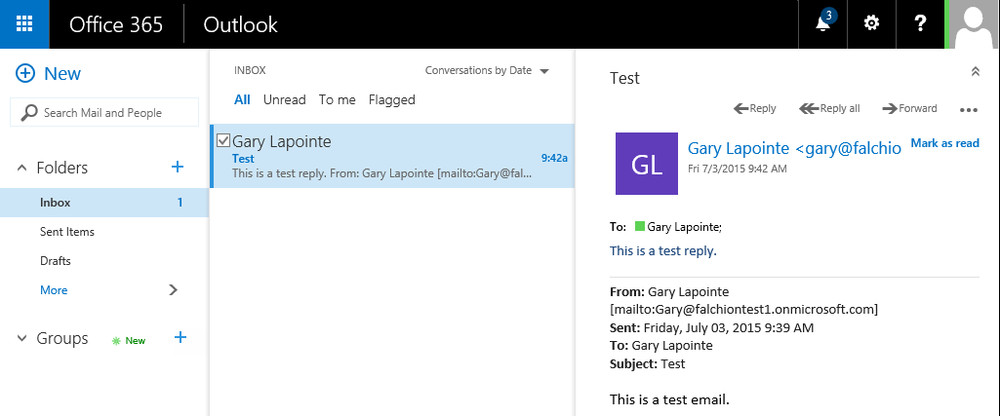 Office 365
Outlook
3
?
New
Search Mail and People
Folders
+
Inbox
1
Sent Items
Drafts
More
Groups
New
+
INBOX
Conversations by Date
All Unread To me Flagged
Gary Lapointe
Test
9:42a
This is a test reply. From: Gary Lapointe [mailto:Gary@fal...
Test
Reply
Reply all
Forward
...
GL
Gary Lapointe <gary@falchio
Mark as read
Fri 7/3/2015 9:42 AM
To: Gary Lapointe;
This is a test reply.
From: Gary Lapointe
[mailto:Gary@falchiontest1.onmicrosoft.com]
Sent: Friday, July 03, 2015 9:39 AM
To: Gary Lapointe
Subject: Test
This is a test email.